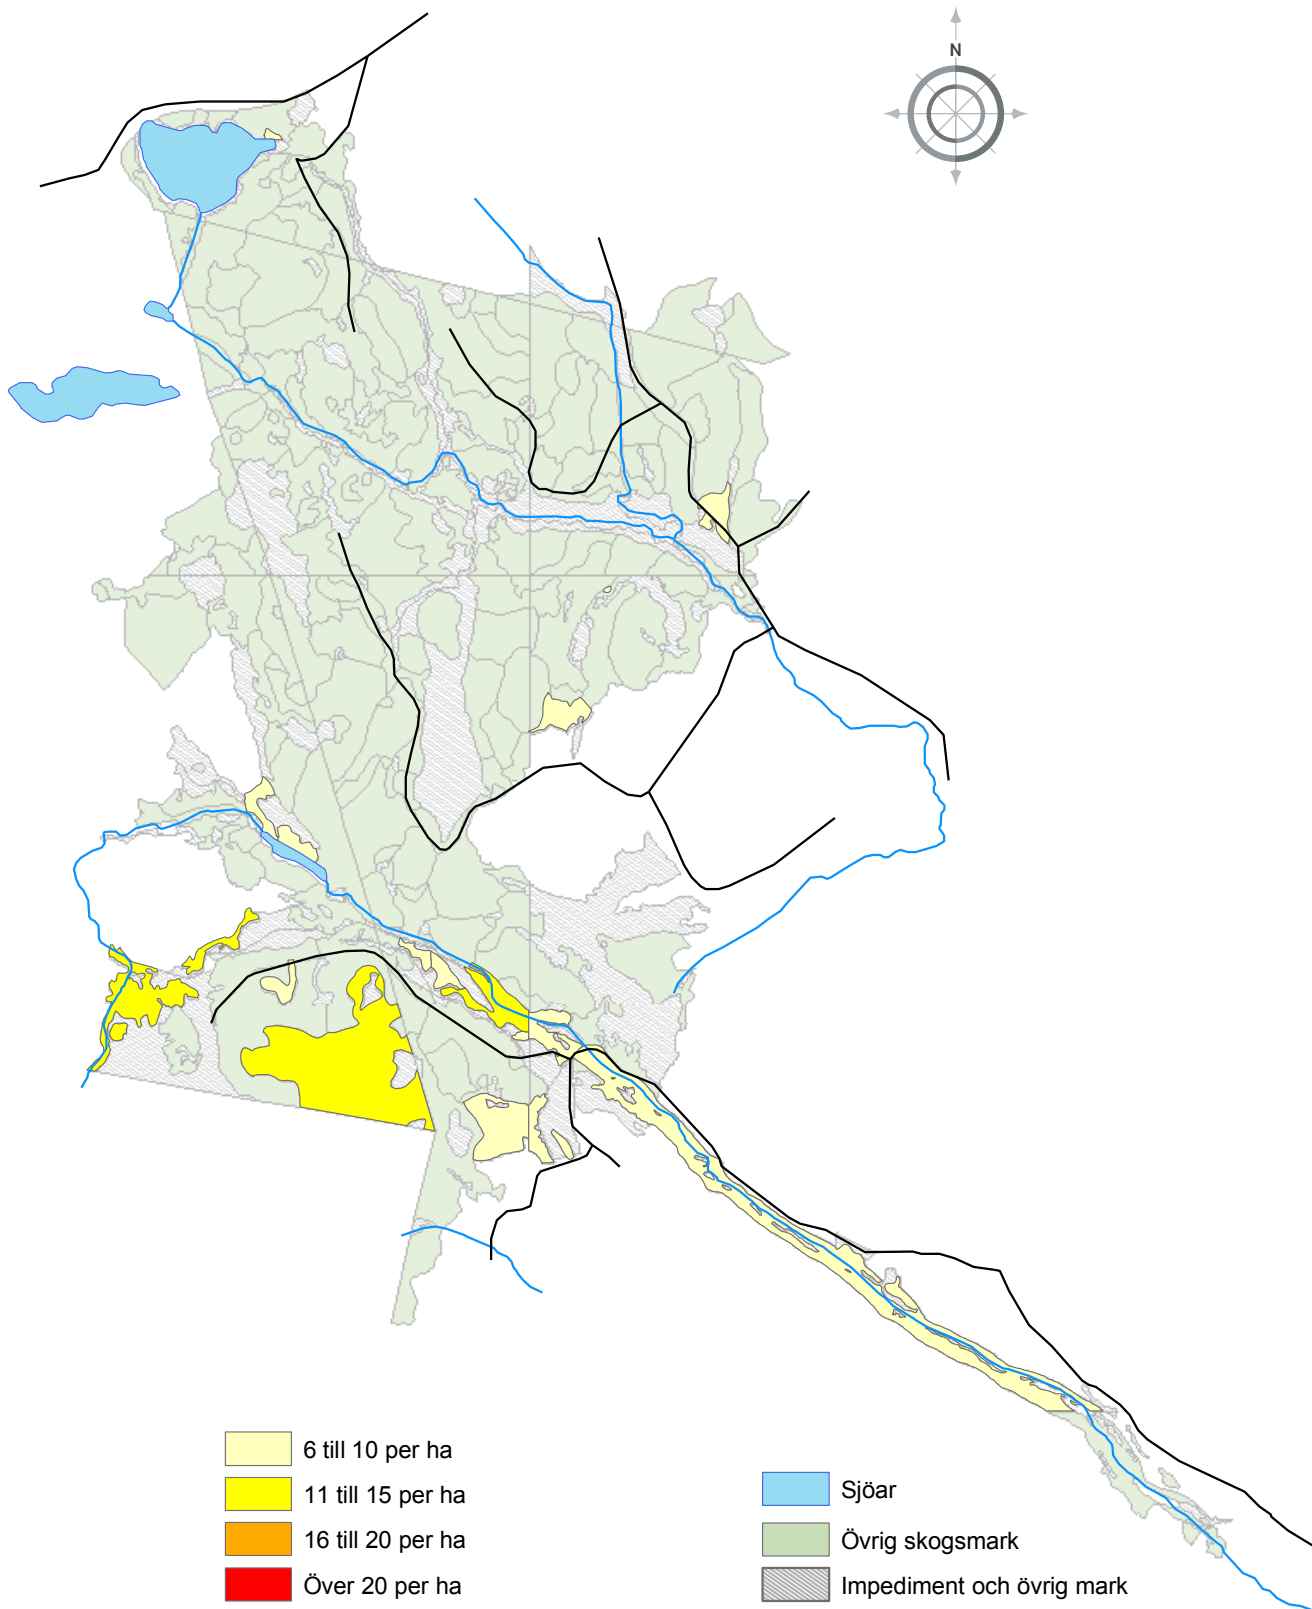 N
6 till 10 per ha
11 till 15 per ha
16 till 20 per ha
Över 20 per ha
Sjöar
Övrig skogsmark
Impediment och övrig mark